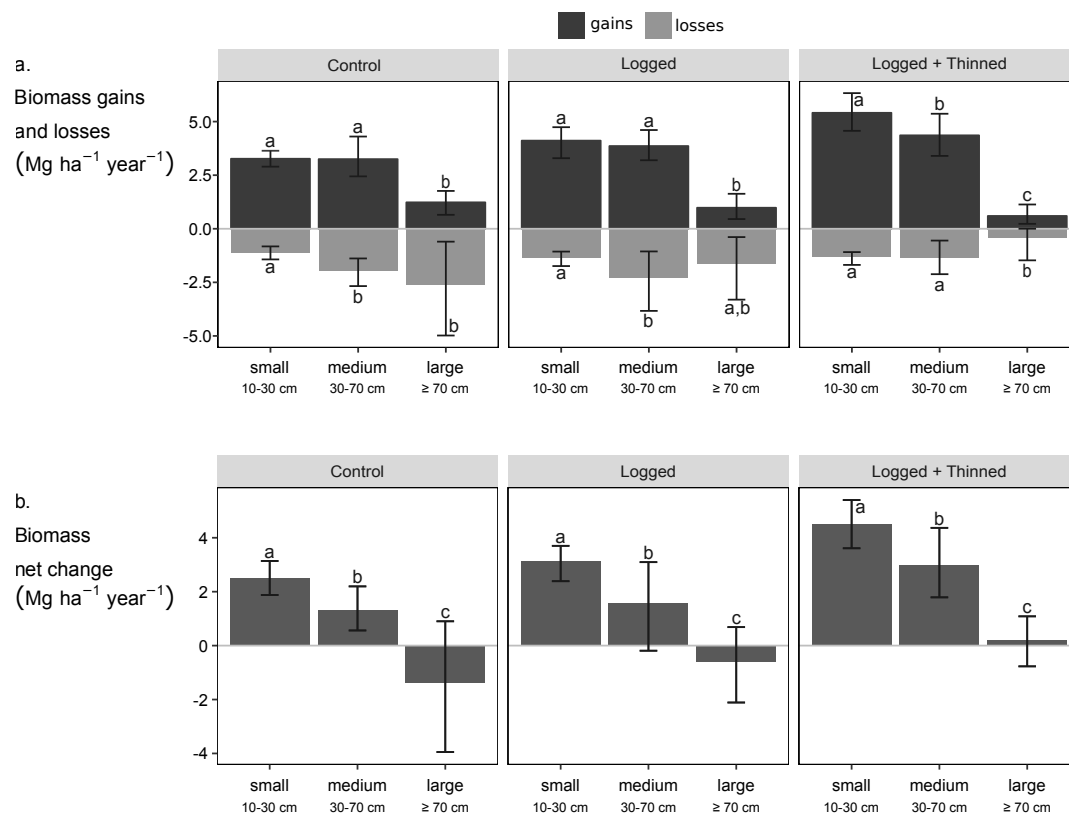 gains losses
a.
Biomass gains
and losses
(Mg ha⁻¹ year⁻¹)
Control Logged Logged + Thinned
5.0
2.5
0.0
-2.5
-5.0
a a b a a b a b c
a b b a b a,b a a b
small medium large small medium large small medium large
10-30 cm 30-70 cm ≥ 70 cm 10-30 cm 30-70 cm ≥ 70 cm 10-30 cm 30-70 cm ≥ 70 cm
b.
Biomass
net change
(Mg ha⁻¹ year⁻¹)
Control Logged Logged + Thinned
4
2
0
-2
-4
a b c a b c a b c
small medium large small medium large small medium large
10-30 cm 30-70 cm ≥ 70 cm 10-30 cm 30-70 cm ≥ 70 cm 10-30 cm 30-70 cm ≥ 70 cm